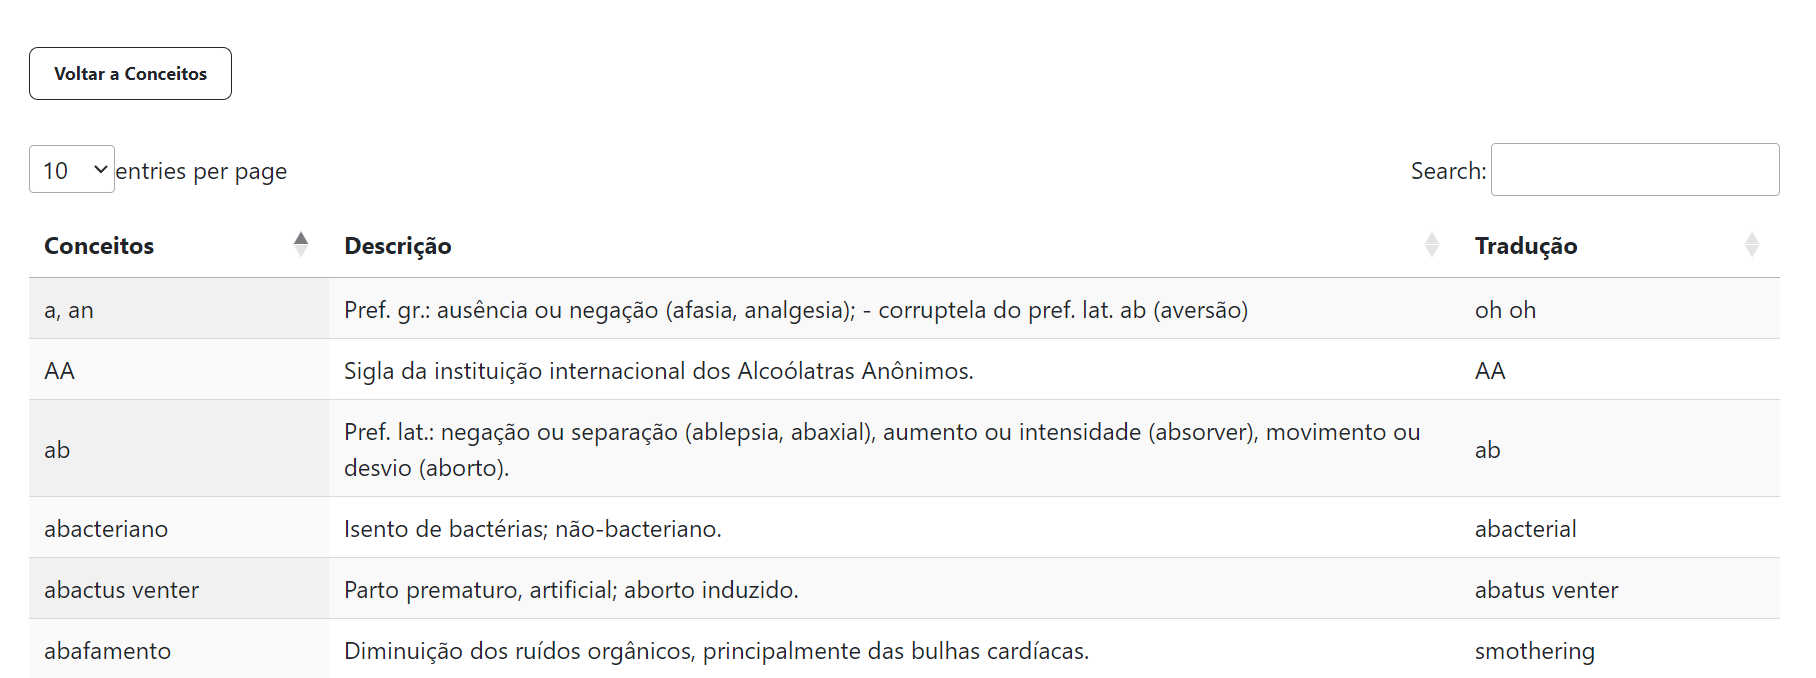 Voltar a Conceitos
10 entries per page
Search:
Conceitos Descrição Tradução
a, an Pref. gr.: ausência ou negação (afasia, analgesia); - corruptela do pref. lat. ab (aversão) oh oh
AA Sigla da instituição internacional dos Alcoólatras Anônimos. AA
ab Pref. lat.: negação ou separação (ablepsia, abaxial), aumento ou intensidade (absorver), movimento ou
desvio (aborto). ab
abacteriano Isento de bactérias; não-bacteriano. abacterial
abactus venter Parto prematuro, artificial; aborto induzido. abatus venter
abafamento Diminuição dos ruídos orgânicos, principalmente das bulhas cardíacas. smothering